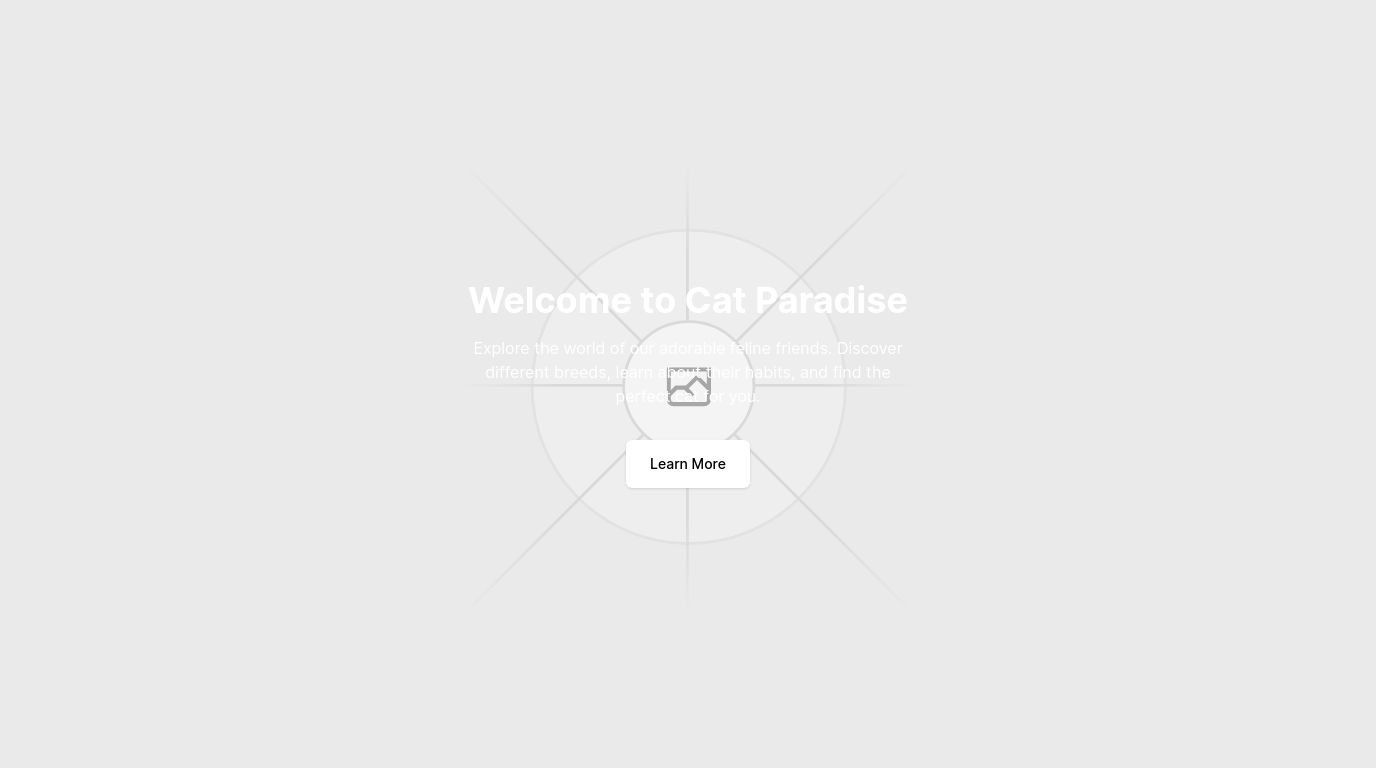 Welcome to Cat Paradise
Explore the world of our adorable feline friends. Discover
different breeds, learn about their habits, and find the
perfect cat for you.
Learn More